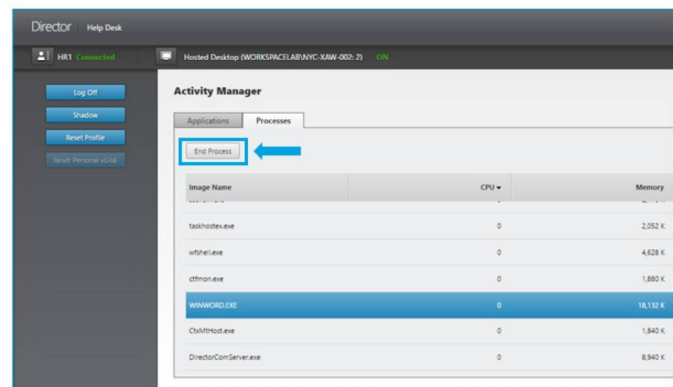 Director Help Desk
HR1 Connected Hosted Desktop (WORKSPACELAB\NYC-XAW-002: 2) ON
Log Off
Shadow
Reset Profile
Reset Personal vDisk
Activity Manager
Applications Processes
End Process
Image Name CPU Memory
taskhostex.exe 0 2,052 K
wfshell.exe 0 4,628 K
ctfmon.exe 0 1,880 K
WINWORD.EXE 0 18,132 K
CtxMtHost.exe 0 1,840 K
DirectorComServer.exe 0 8,940 K